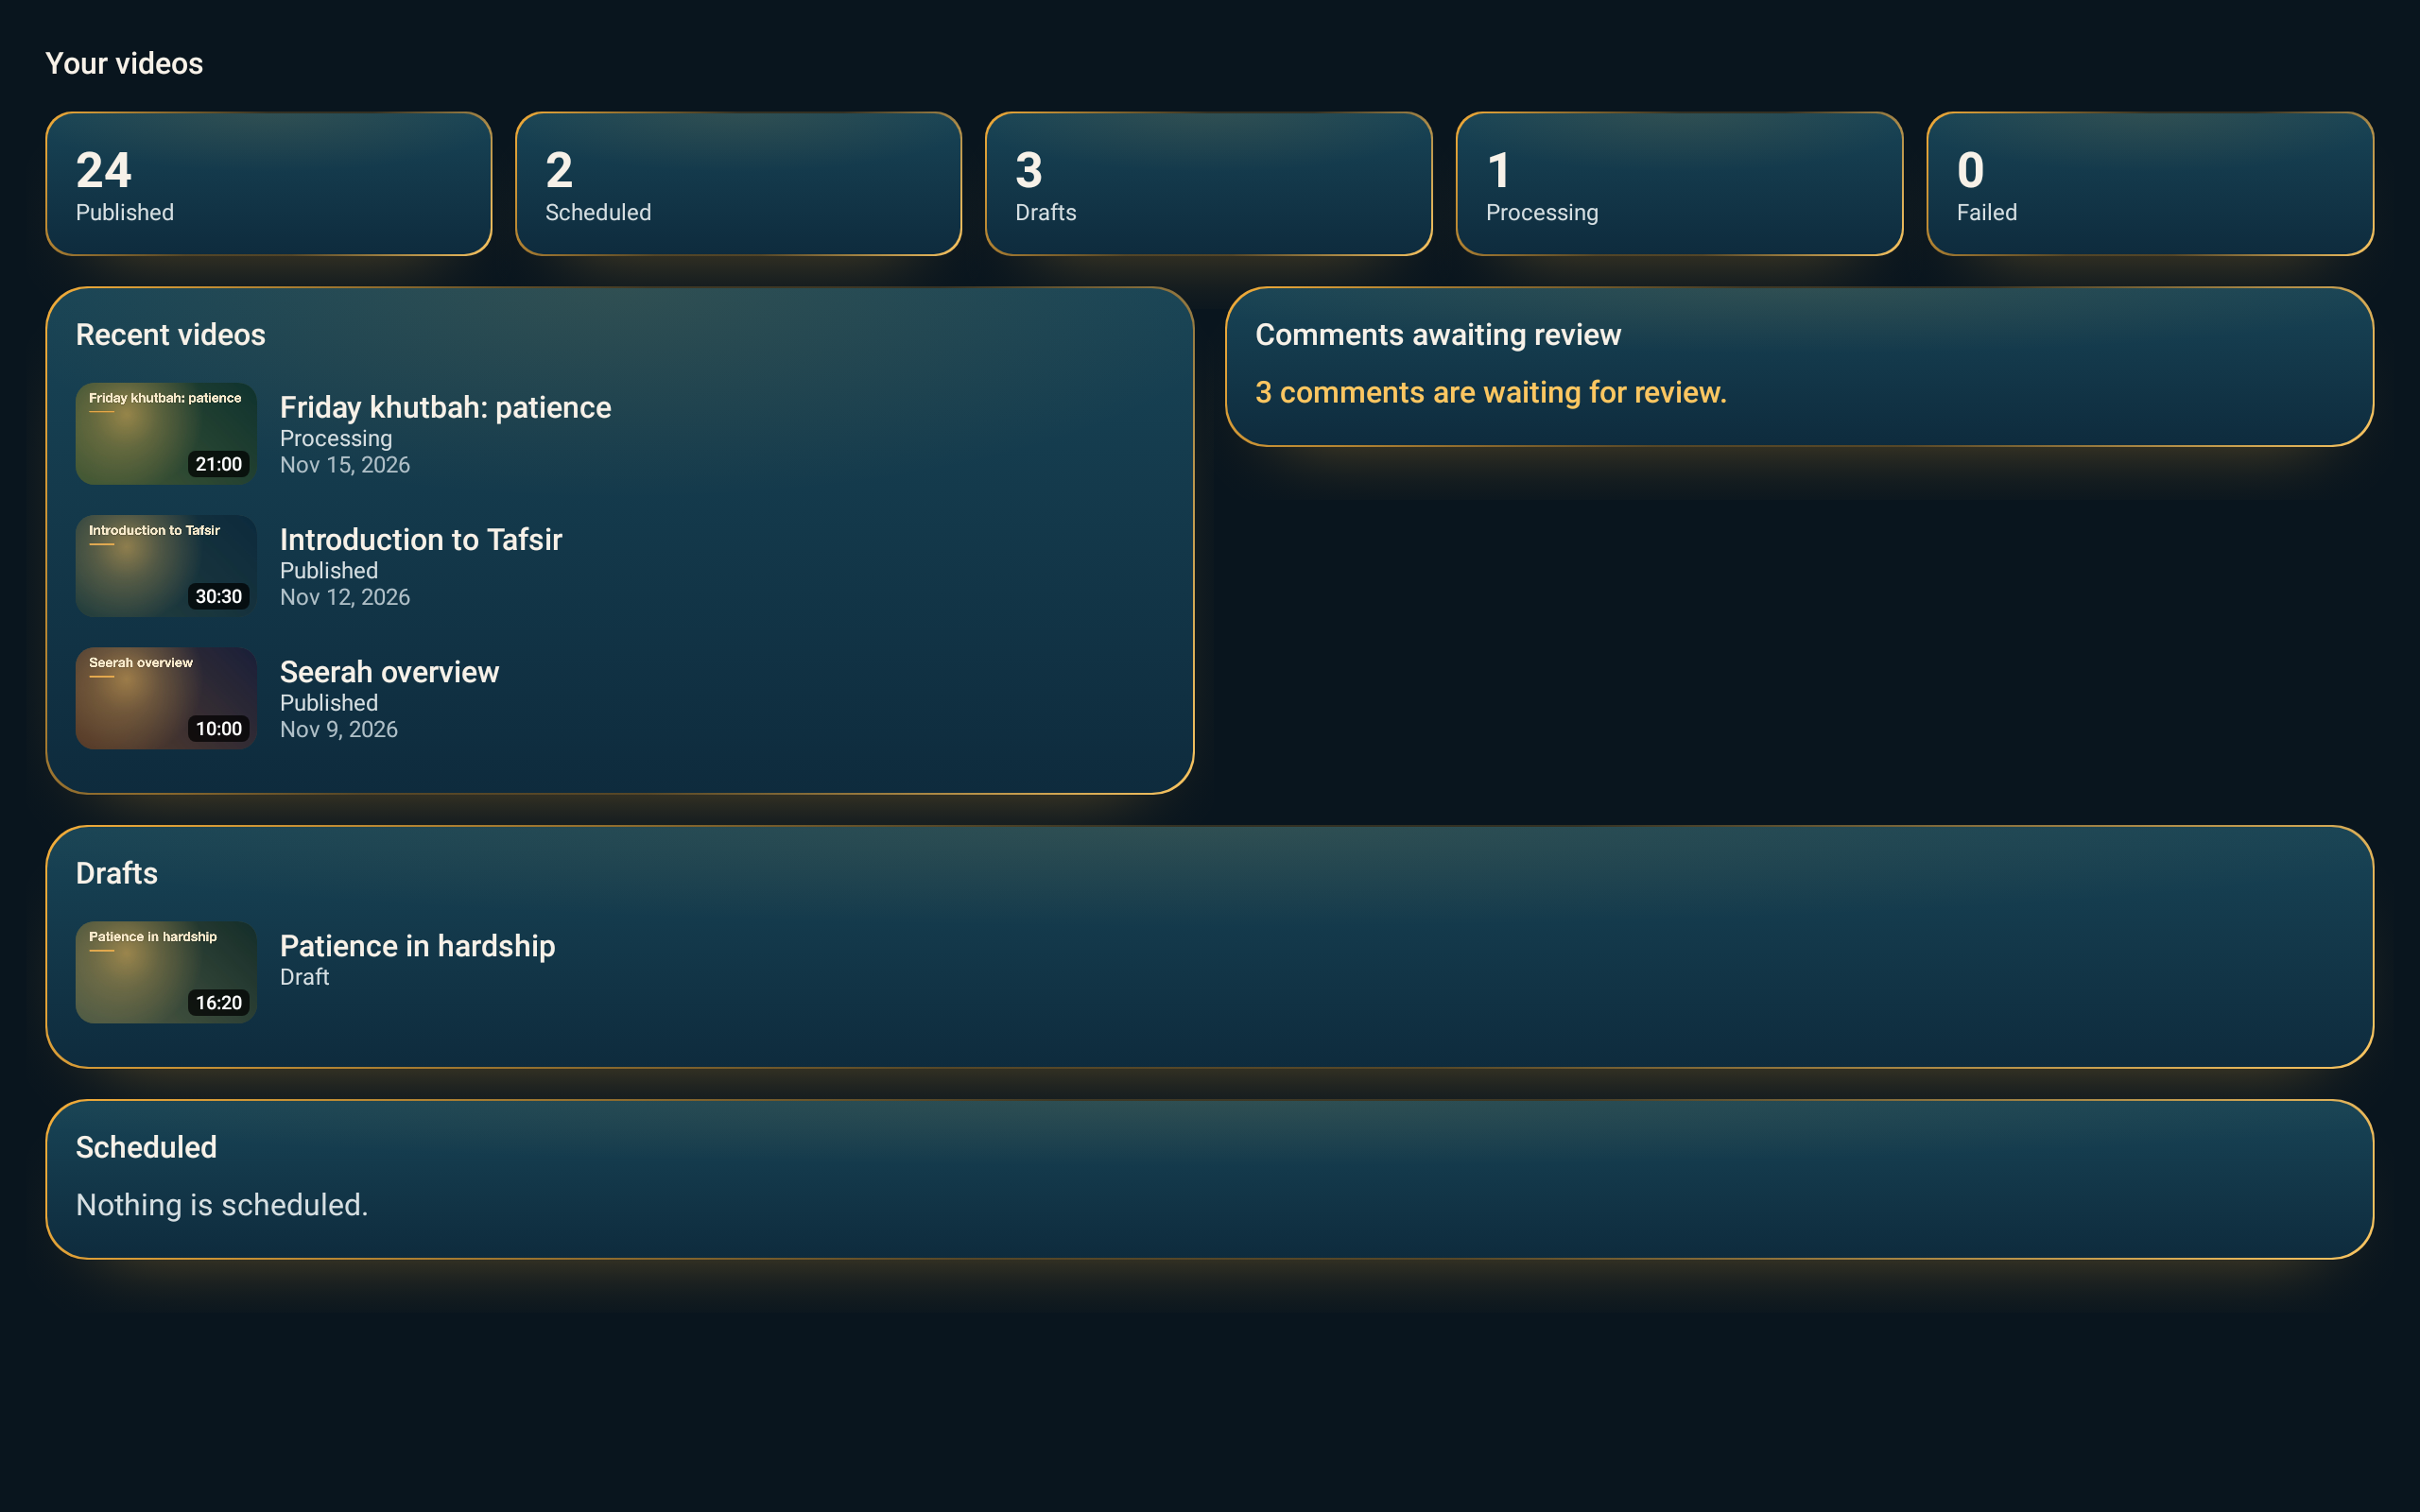 Your videos
24
Published
2
Scheduled
3
Drafts
1
Processing
0
Failed
Recent videos
Friday khutbah: patience
21:00
Friday khutbah: patience
Processing
Nov 15, 2026
Introduction to Tafsir
30:30
Introduction to Tafsir
Published
Nov 12, 2026
Seerah overview
10:00
Seerah overview
Published
Nov 9, 2026
Comments awaiting review
3 comments are waiting for review.
Drafts
Patience in hardship
16:20
Patience in hardship
Draft
Scheduled
Nothing is scheduled.